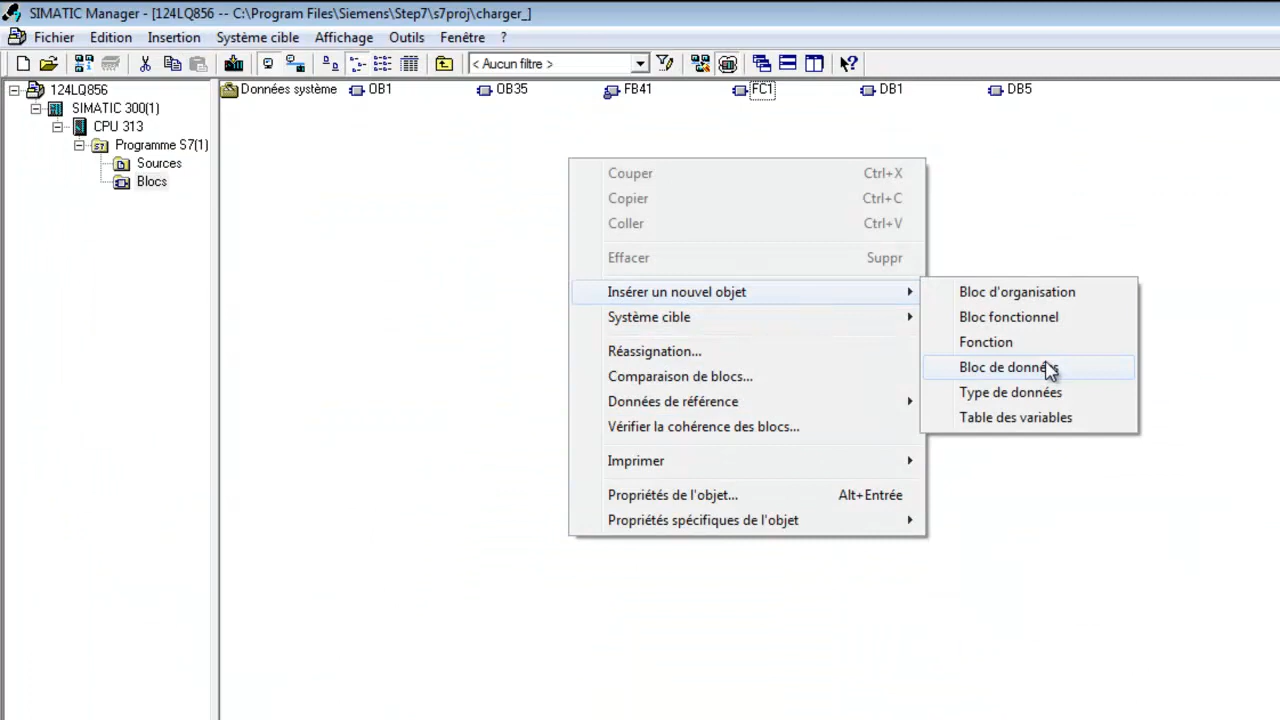 SIMATIC Manager - [124LQ856 -- C:\Program Files\Siemens\Step7\s7proj\charger_]
Fichier Edition Insertion Système cible Affichage Outils Fenêtre ?
< Aucun filtre >
124LQ856
SIMATIC 300(1)
CPU 313
Programme S7(1)
Sources
Blocs
Données système OB1 OB35 FB41 FC1 DB1 DB5
Couper Ctrl+X
Copier Ctrl+C
Coller Ctrl+V
Effacer Suppr
Insérer un nouvel objet
Système cible
Réassignation...
Comparaison de blocs...
Données de référence
Vérifier la cohérence des blocs...
Imprimer
Propriétés de l'objet... Alt+Entrée
Propriétés spécifiques de l'objet
Bloc d'organisation
Bloc fonctionnel
Fonction
Bloc de données
Type de données
Table des variables